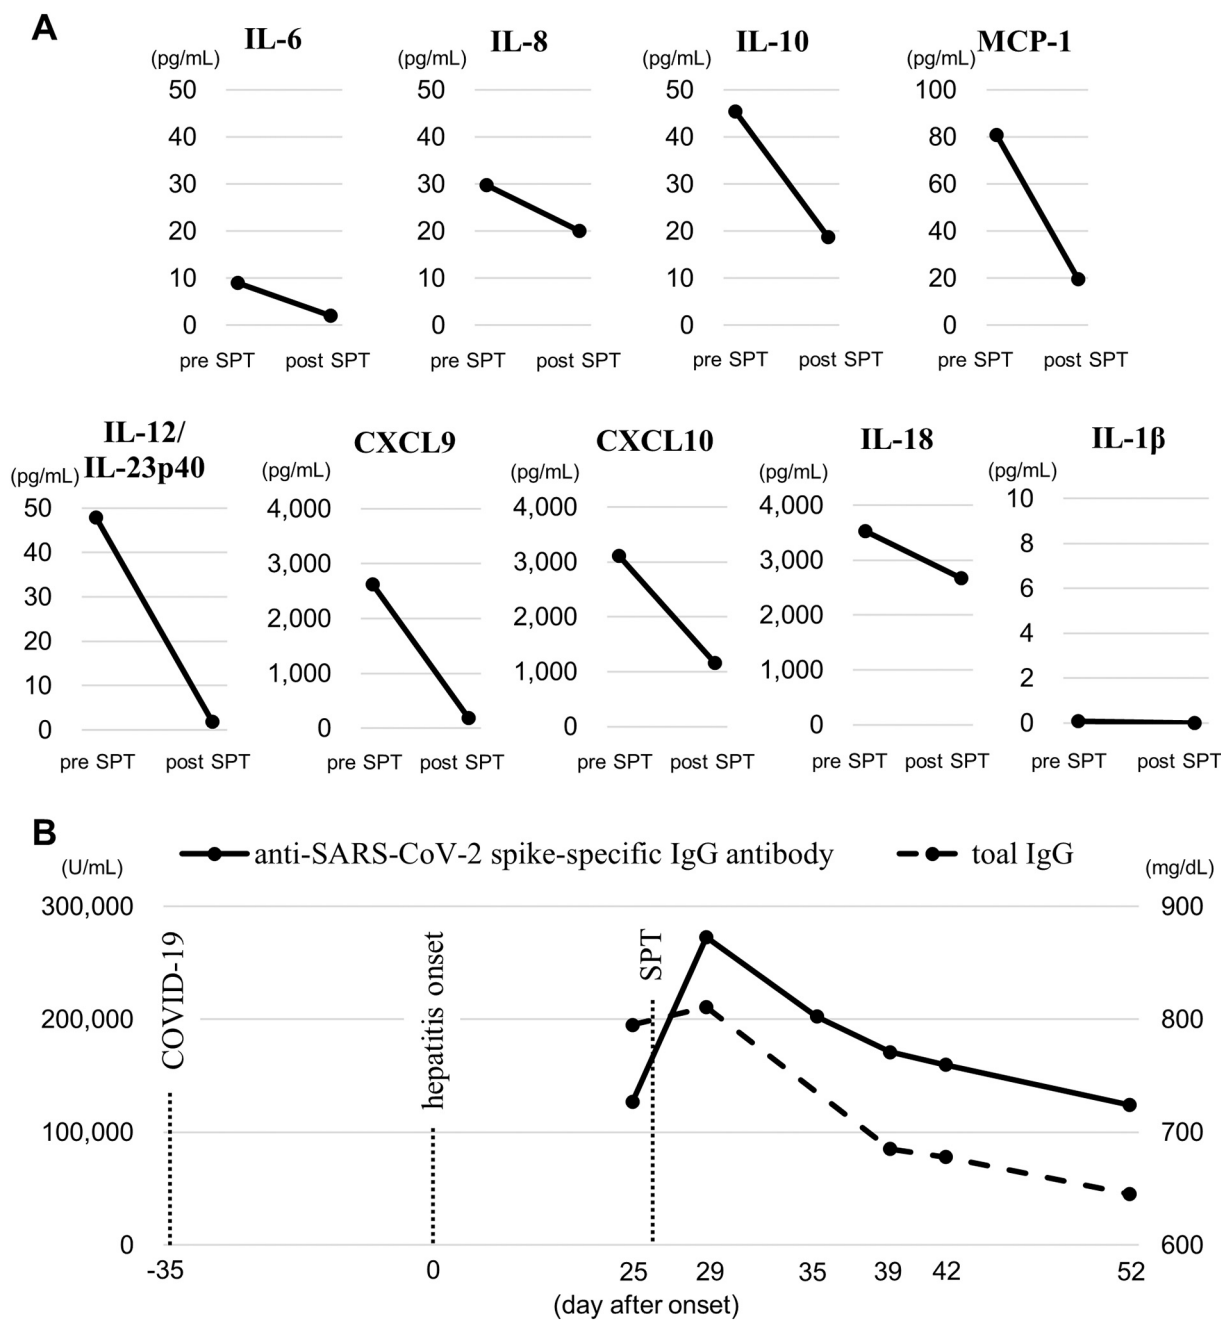 A
IL-6
IL-8
IL-10
MCP-1
(pg/mL)
(pg/mL)
(pg/mL)
(pg/mL)
50
50
50
100
40
40
40
80
30
30
30
60
20
20
20
40
10
10
10
20
0
0
0
0
pre SPT post SPT
pre SPT post SPT
pre SPT post SPT
pre SPT post SPT
IL-12/
IL-23p40
CXCL9
CXCL10
IL-18
IL-1β
(pg/mL)
(pg/mL)
(pg/mL)
(pg/mL)
(pg/mL)
50
40
30
20
10
0
4,000
3,000
2,000
1,000
0
4,000
3,000
2,000
1,000
0
4,000
3,000
2,000
1,000
0
10
8
6
4
2
0
pre SPT post SPT
pre SPT post SPT
pre SPT post SPT
pre SPT post SPT
pre SPT post SPT
B
anti-SARS-CoV-2 spike-specific IgG antibody
toal IgG
(U/mL)
(mg/dL)
300,000
200,000
100,000
0
900
800
700
600
COVID-19
hepatitis onset
SPT
-35 0 25 29 35 39 42 52
(day after onset)